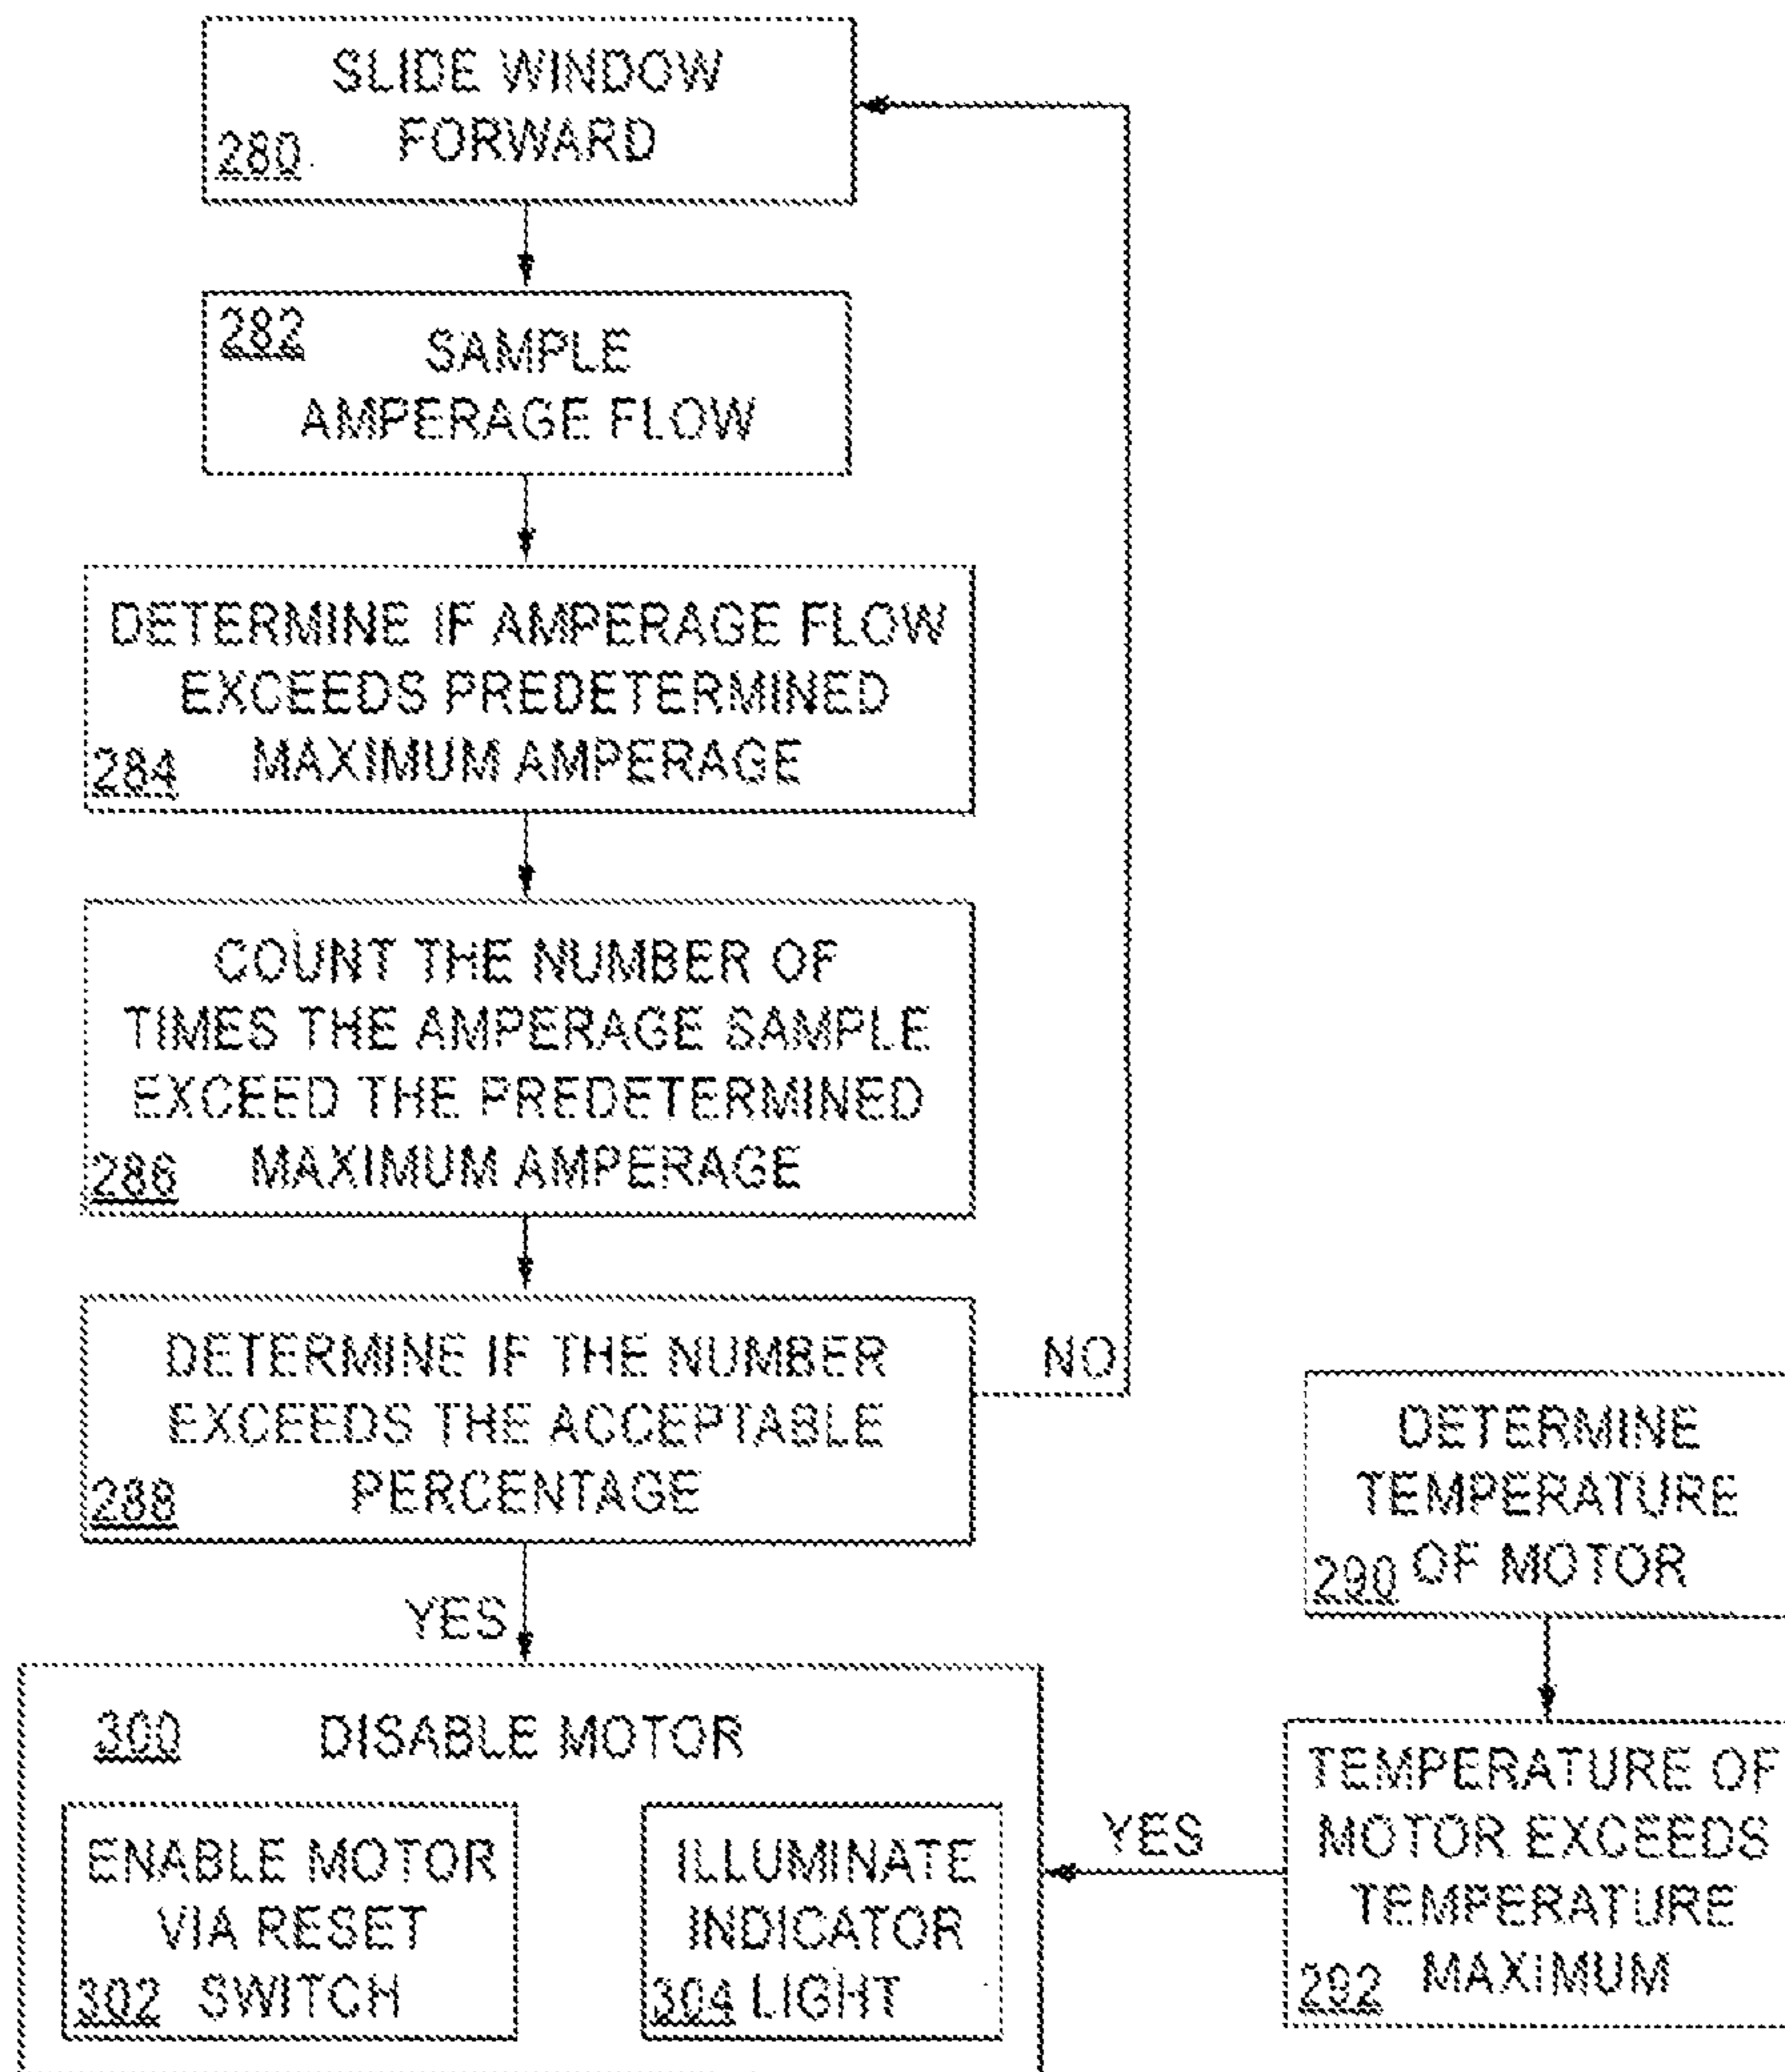 SLIDE WINDOW
FORWARD
280
282
SAMPLE
AMPERAGE FLOW
DETERMINE IF AMPERAGE FLOW
EXCEEDS PREDETERMINED
284 MAXIMUM AMPERAGE
COUNT THE NUMBER OF
TIMES THE AMPERAGE SAMPLE
EXCEED THE PREDETERMINED
286 MAXIMUM AMPERAGE
DETERMINE IF THE NUMBER
EXCEEDS THE ACCEPTABLE
288 PERCENTAGE
NO
YES
DETERMINE
TEMPERATURE
290 OF MOTOR
300 DISABLE MOTOR
ENABLE MOTOR
VIA RESET
302 SWITCH
ILLUMINATE
INDICATOR
304 LIGHT
YES
TEMPERATURE OF
MOTOR EXCEEDS
TEMPERATURE
292 MAXIMUM